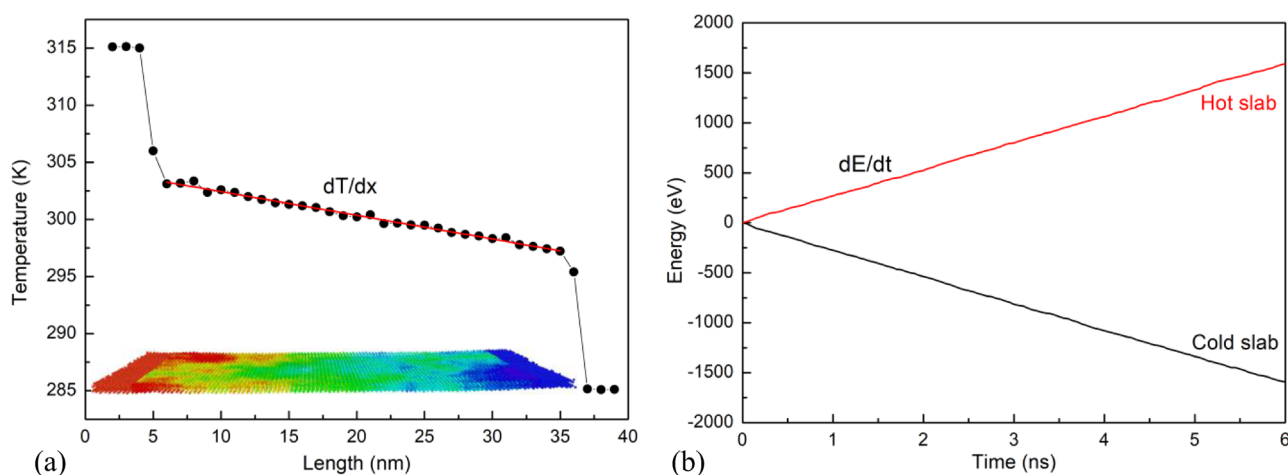 315
310
305
300
295
290
285
Temperature (K)
dT/dx
0 5 10 15 20 25 30 35 40
Length (nm)
(a)
2000
1500
1000
500
0
-500
-1000
-1500
-2000
Energy (eV)
Hot slab
dE/dt
Cold slab
0 1 2 3 4 5 6
Time (ns)
(b)